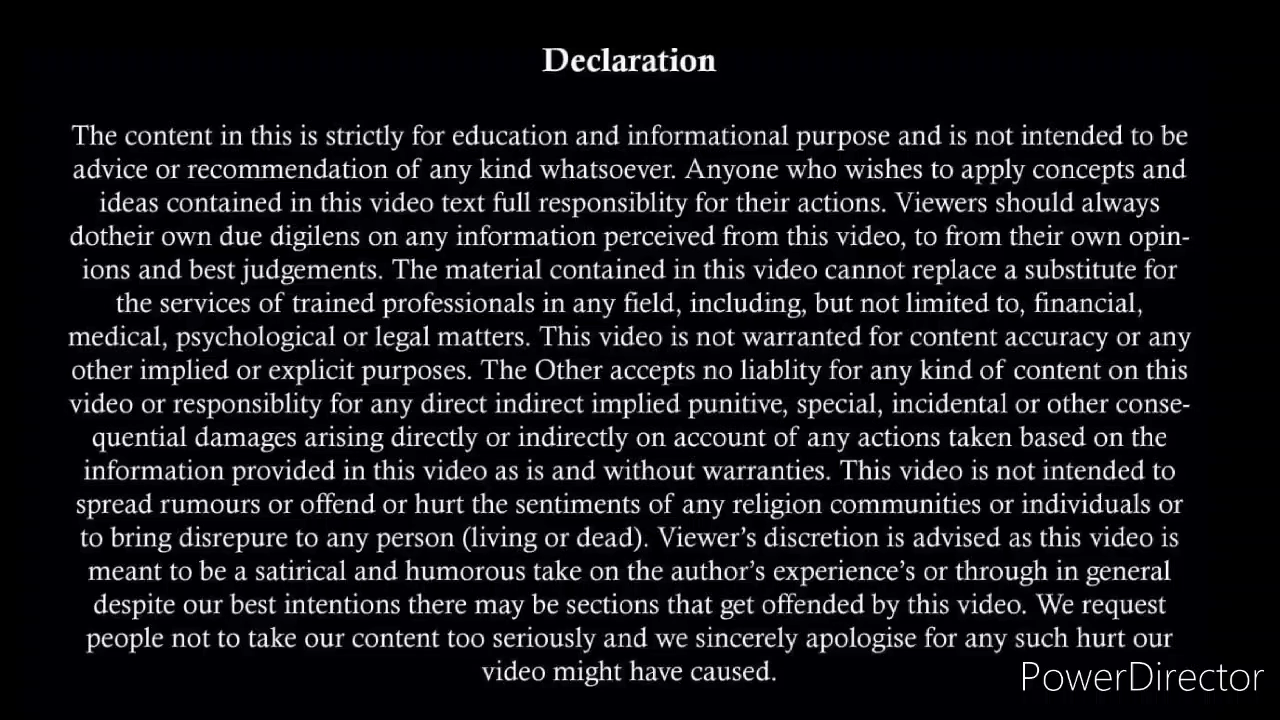 Declaration
The content in this is strictly for education and informational purpose and is not intended to be
advice or recommendation of any kind whatsoever. Anyone who wishes to apply concepts and
ideas contained in this video text full responsiblity for their actions. Viewers should always
dotheir own due digilens on any information perceived from this video, to from their own opin-
ions and best judgements. The material contained in this video cannot replace a substitute for
the services of trained professionals in any field, including, but not limited to, financial,
medical, psychological or legal matters. This video is not warranted for content accuracy or any
other implied or explicit purposes. The Other accepts no liablity for any kind of content on this
video or responsiblity for any direct indirect implied punitive, special, incidental or other conse-
quential damages arising directly or indirectly on account of any actions taken based on the
information provided in this video as is and without warranties. This video is not intended to
spread rumours or offend or hurt the sentiments of any religion communities or individuals or
to bring disrepure to any person (living or dead). Viewer's discretion is advised as this video is
meant to be a satirical and humorous take on the author's experience's or through in general
despite our best intentions there may be sections that get offended by this video. We request
people not to take our content too seriously and we sincerely apologise for any such hurt our
video might have caused.
PowerDirector